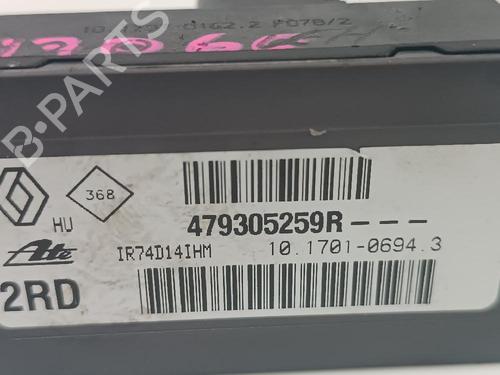 B-PARTS
368
HU
479305259R---
Ate
IR74D14IHM 10.1701-0694.3
2RD